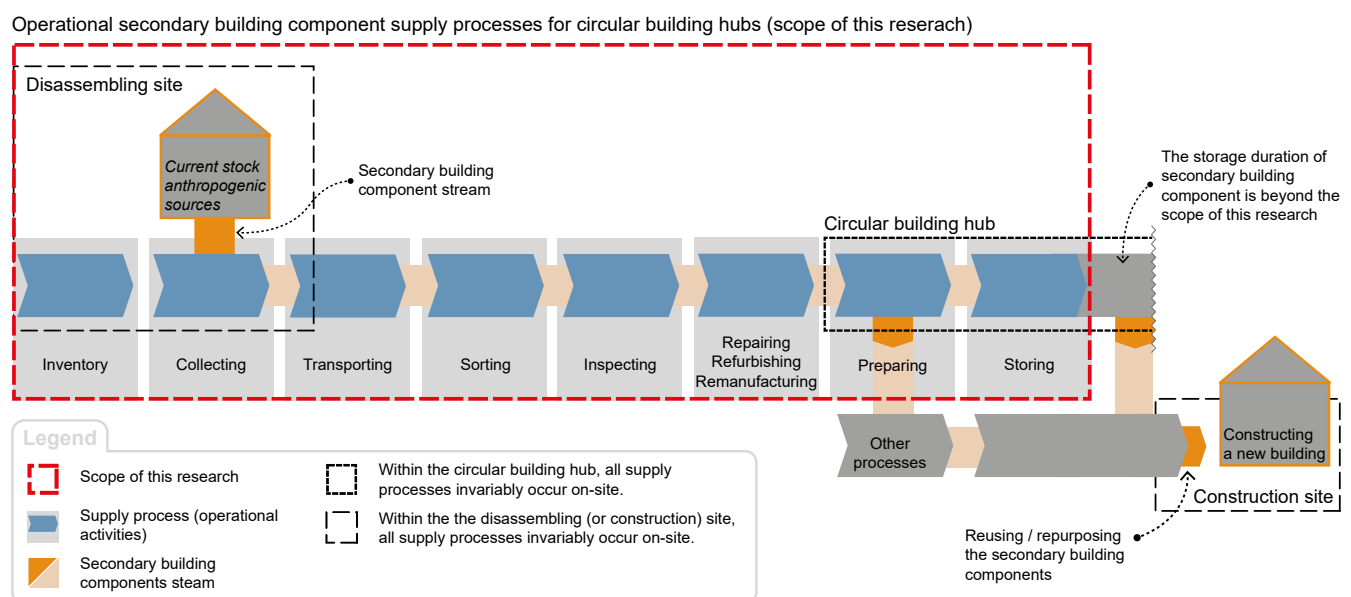 Operational secondary building component supply processes for circular building hubs (scope of this reserach)
Disassembling site
Current stock
anthropogenic
sources
Secondary building
component stream
The storage duration of
secondary building
component is beyond the
scope of this research
Circular building hub
Inventory
Collecting
Transporting
Sorting
Inspecting
Repairing
Refurbishing
Remanufacturing
Preparing
Storing
Other
processes
Constructing
a new building
Construction site
Reusing / repurposing
the secondary building
components
Legend
Scope of this research
Supply process (operational
activities)
Secondary building
components steam
Within the circular building hub, all supply
processes invariably occur on-site.
Within the the disassembling (or construction) site,
all supply processes invariably occur on-site.